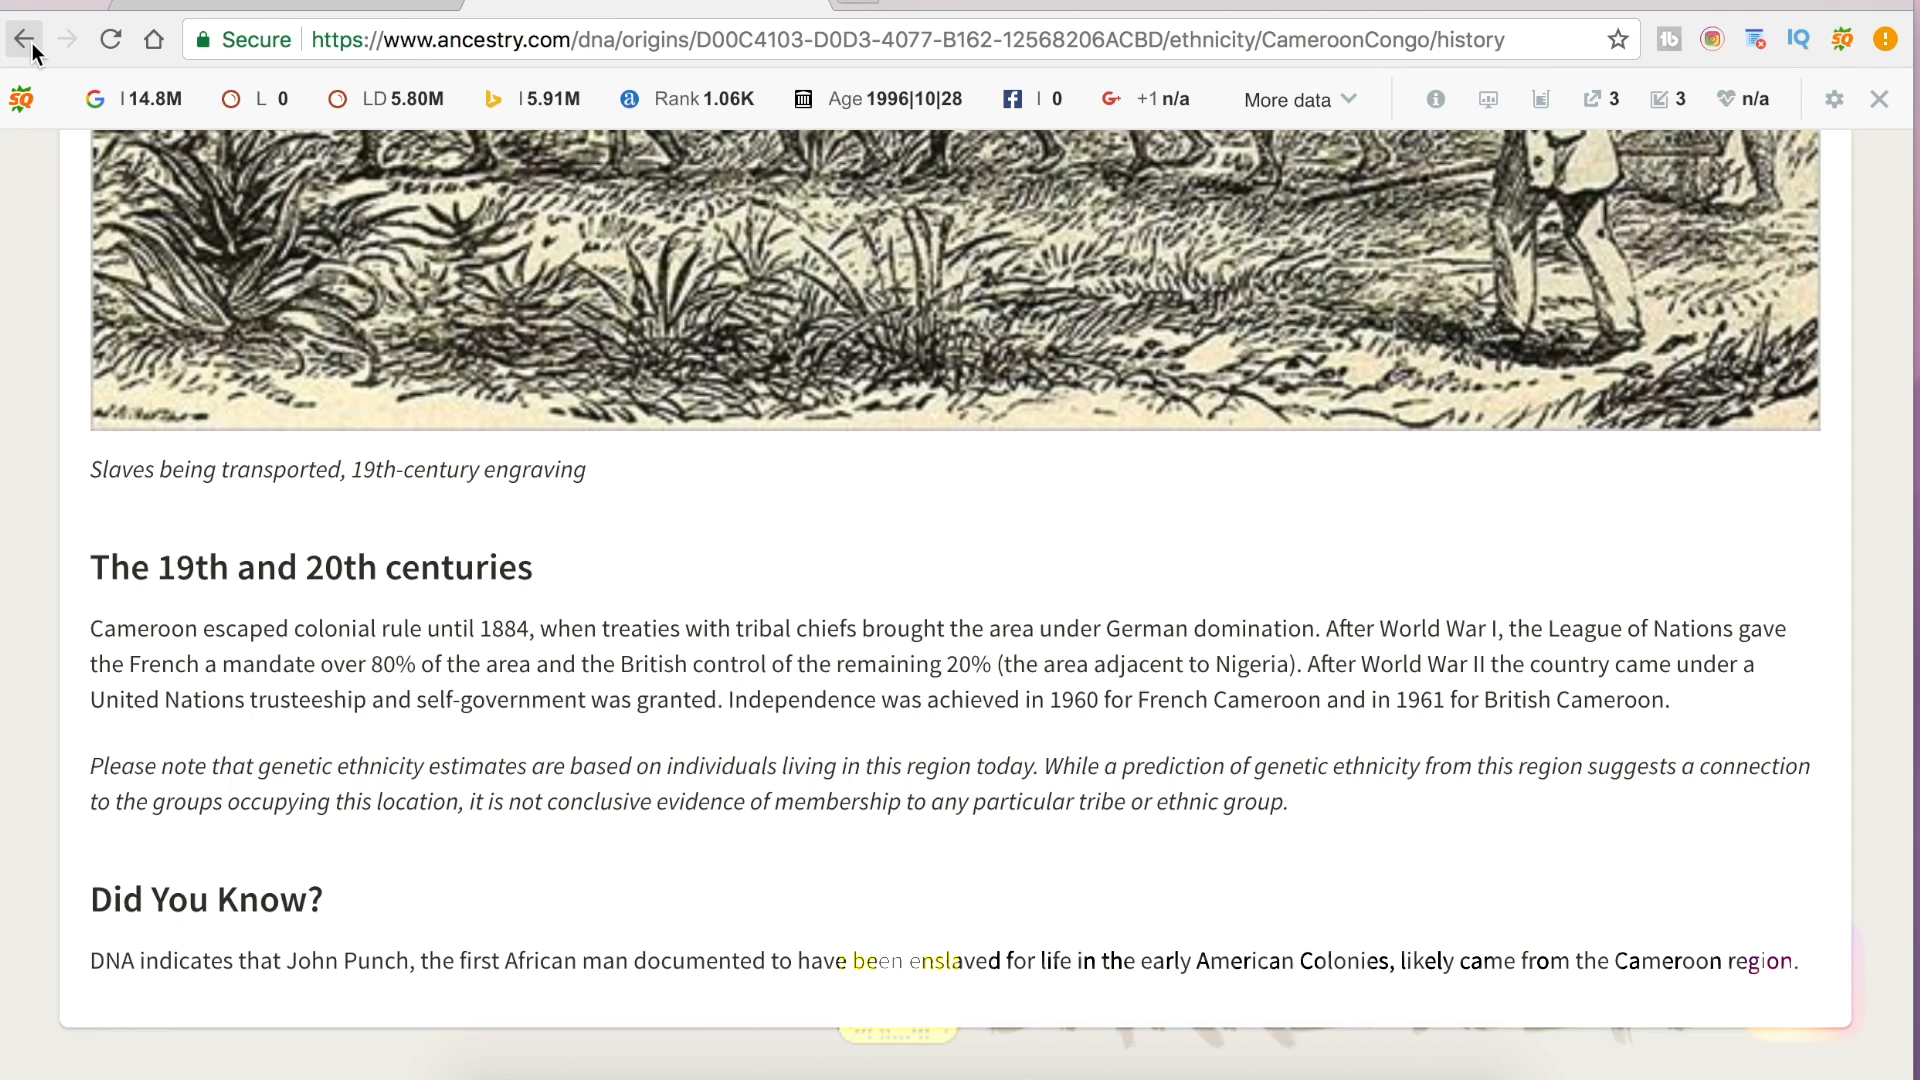 Secure https://www.ancestry.com/dna/origins/D00C4103-D0D3-4077-B162-12568206ACBD/ethnicity/CameroonCongo/history
SQ I 14.8M L 0 LD 5.80M I 5.91M Rank 1.06K Age 1996|10|28 I 0 +1 n/a More data 3 3 n/a
Slaves being transported, 19th-century engraving
The 19th and 20th centuries
Cameroon escaped colonial rule until 1884, when treaties with tribal chiefs brought the area under German domination. After World War I, the League of Nations gave
the French a mandate over 80% of the area and the British control of the remaining 20% (the area adjacent to Nigeria). After World War II the country came under a
United Nations trusteeship and self-government was granted. Independence was achieved in 1960 for French Cameroon and in 1961 for British Cameroon.
Please note that genetic ethnicity estimates are based on individuals living in this region today. While a prediction of genetic ethnicity from this region suggests a connection
to the groups occupying this location, it is not conclusive evidence of membership to any particular tribe or ethnic group.
Did You Know?
DNA indicates that John Punch, the first African man documented to have been enslaved for life in the early American Colonies, likely came from the Cameroon region.